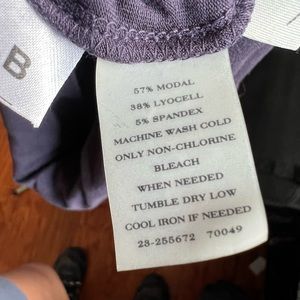 B
57% MODAL
38% LYOCELL
5% SPANDEX
MACHINE WASH COLD
ONLY NON-CHLORINE
BLEACH
WHEN NEEDED
TUMBLE DRY LOW
COOL IRON IF NEEDED
23-255672 70049